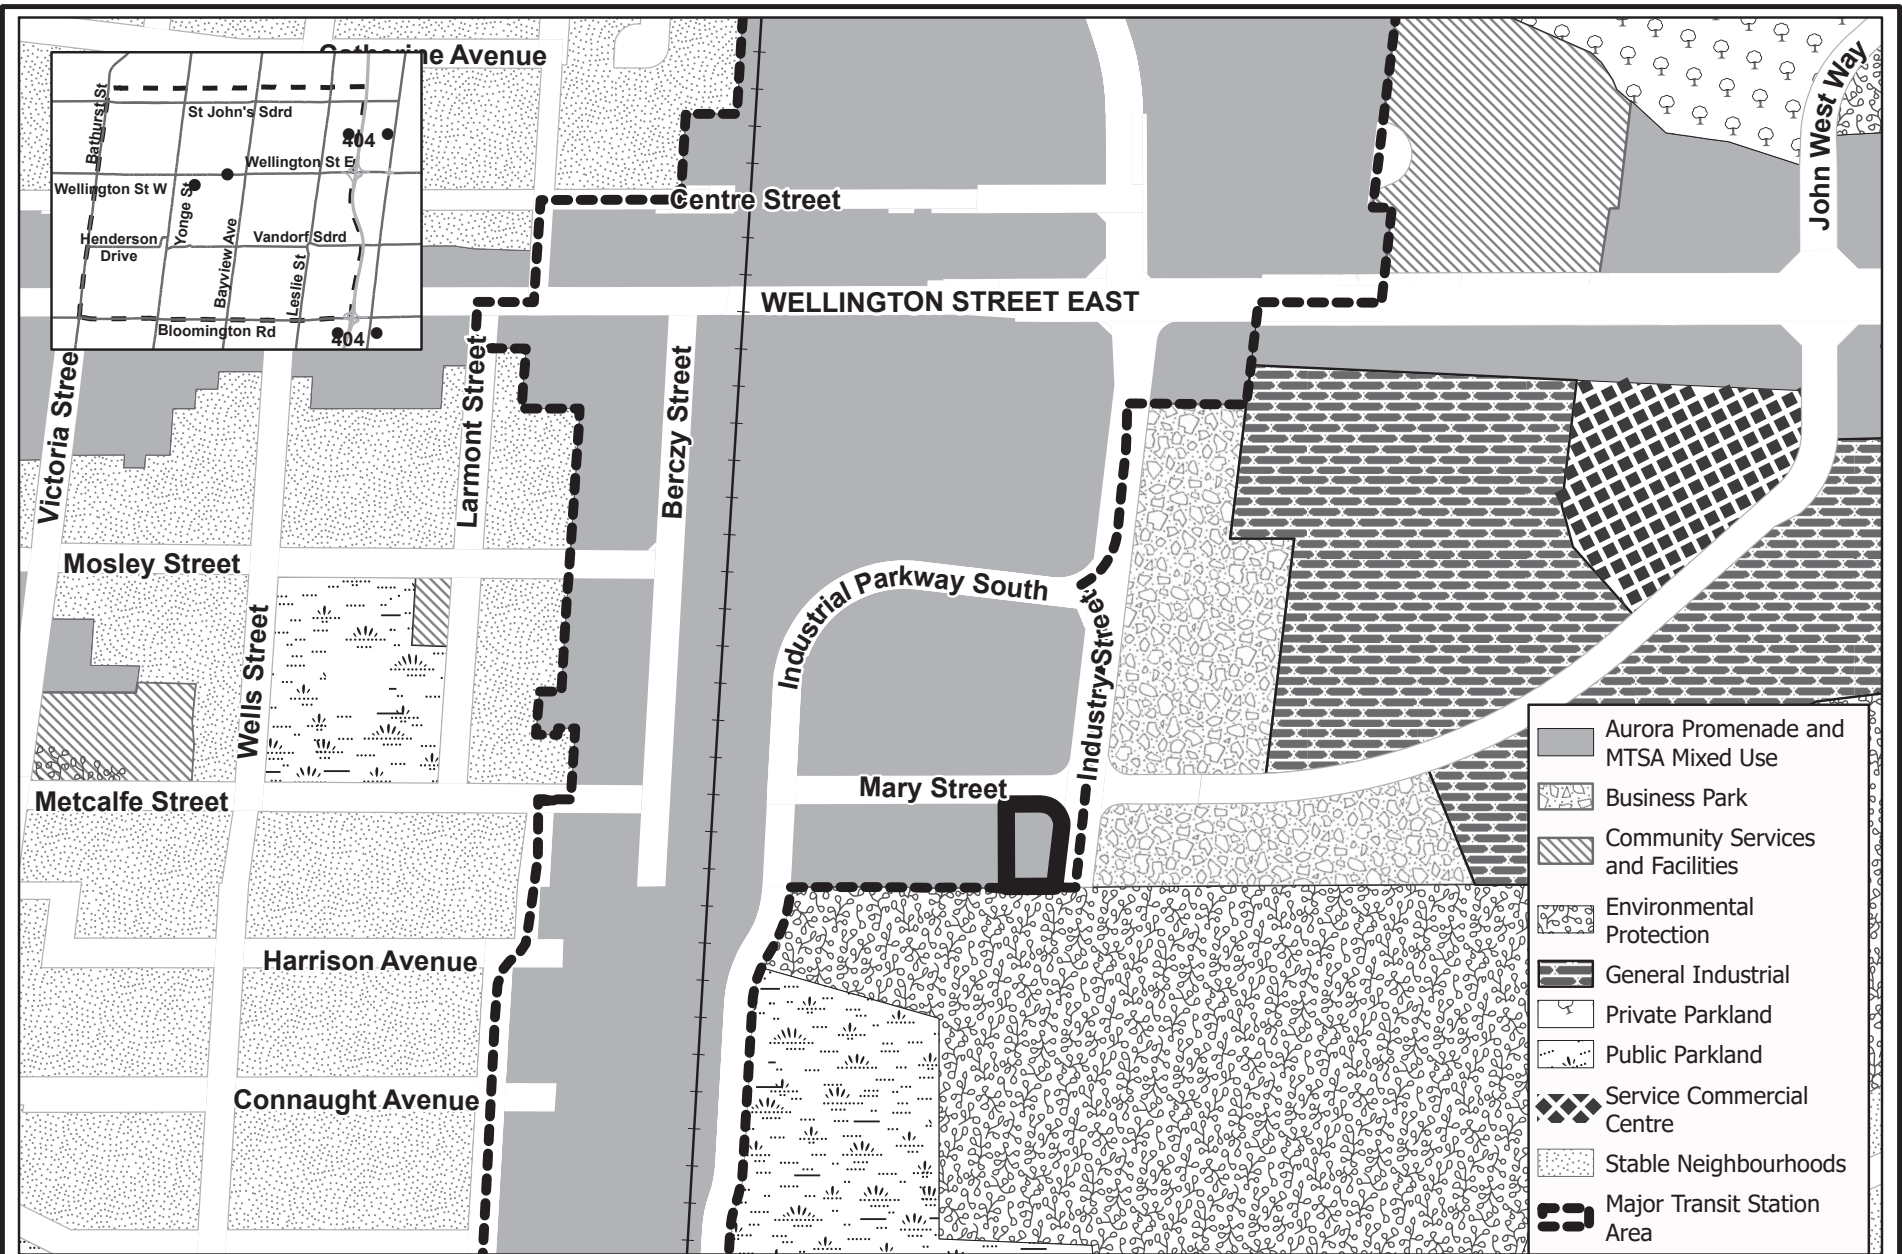 ne Avenue
St John's Sdrd
Bathurst St
404
Wellington St E
Wellington St W
Yonge St
Henderson
Drive
Bayview Ave
Vandorf Sdrd
Leslie St
Bloomington Rd
404
John West Way
Centre Street
WELLINGTON STREET EAST
Victoria Street
Larmont Street
Berczy Street
Mosley Street
Industrial Parkway South
Wells Street
Industry Street
Mary Street
Metcalfe Street
Harrison Avenue
Connaught Avenue
Aurora Promenade and
MTSA Mixed Use
Business Park
Community Services
and Facilities
Environmental
Protection
General Industrial
Private Parkland
Public Parkland
Service Commercial
Centre
Stable Neighbourhoods
Major Transit Station
Area